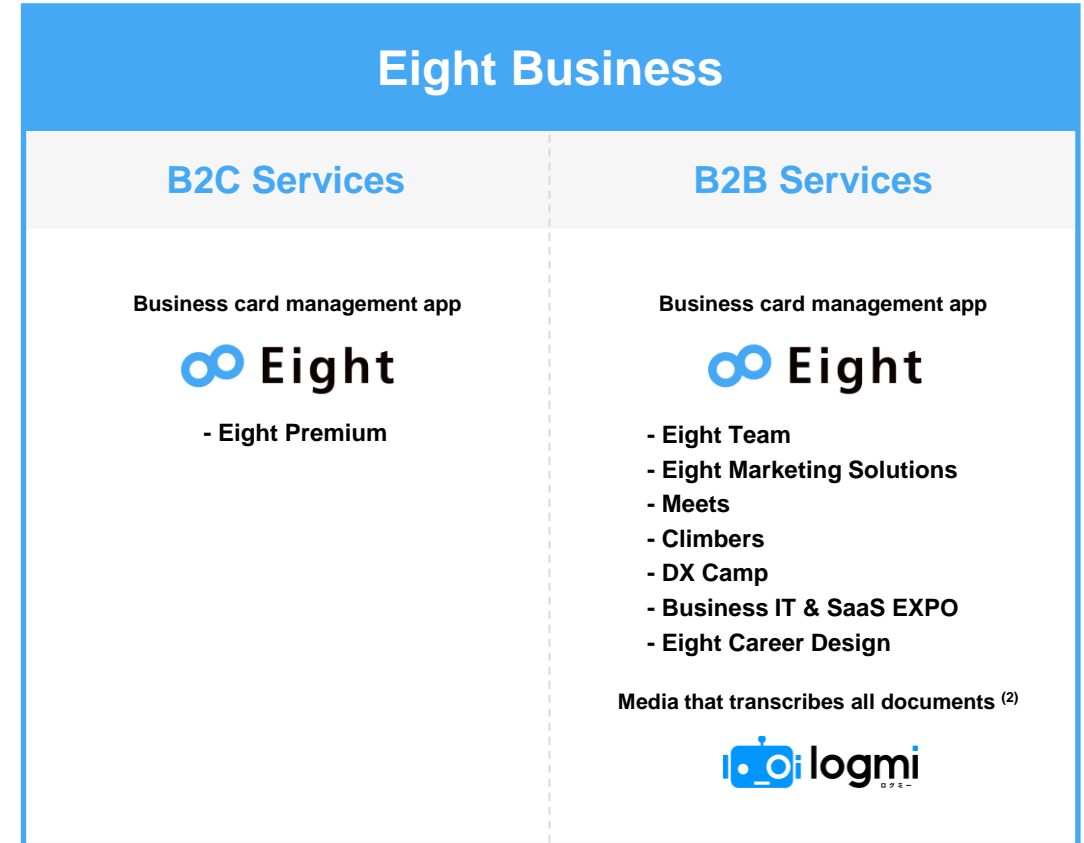 Eight Business
B2C Services
Business card management app
Eight
- Eight Premium
B2B Services
Business card management app
Eight
- Eight Team
- Eight Marketing Solutions
- Meets
- Climbers
- DX Camp
- Business IT & SaaS EXPO
- Eight Career Design
Media that transcribes all documents (2)
logmi
ログミー